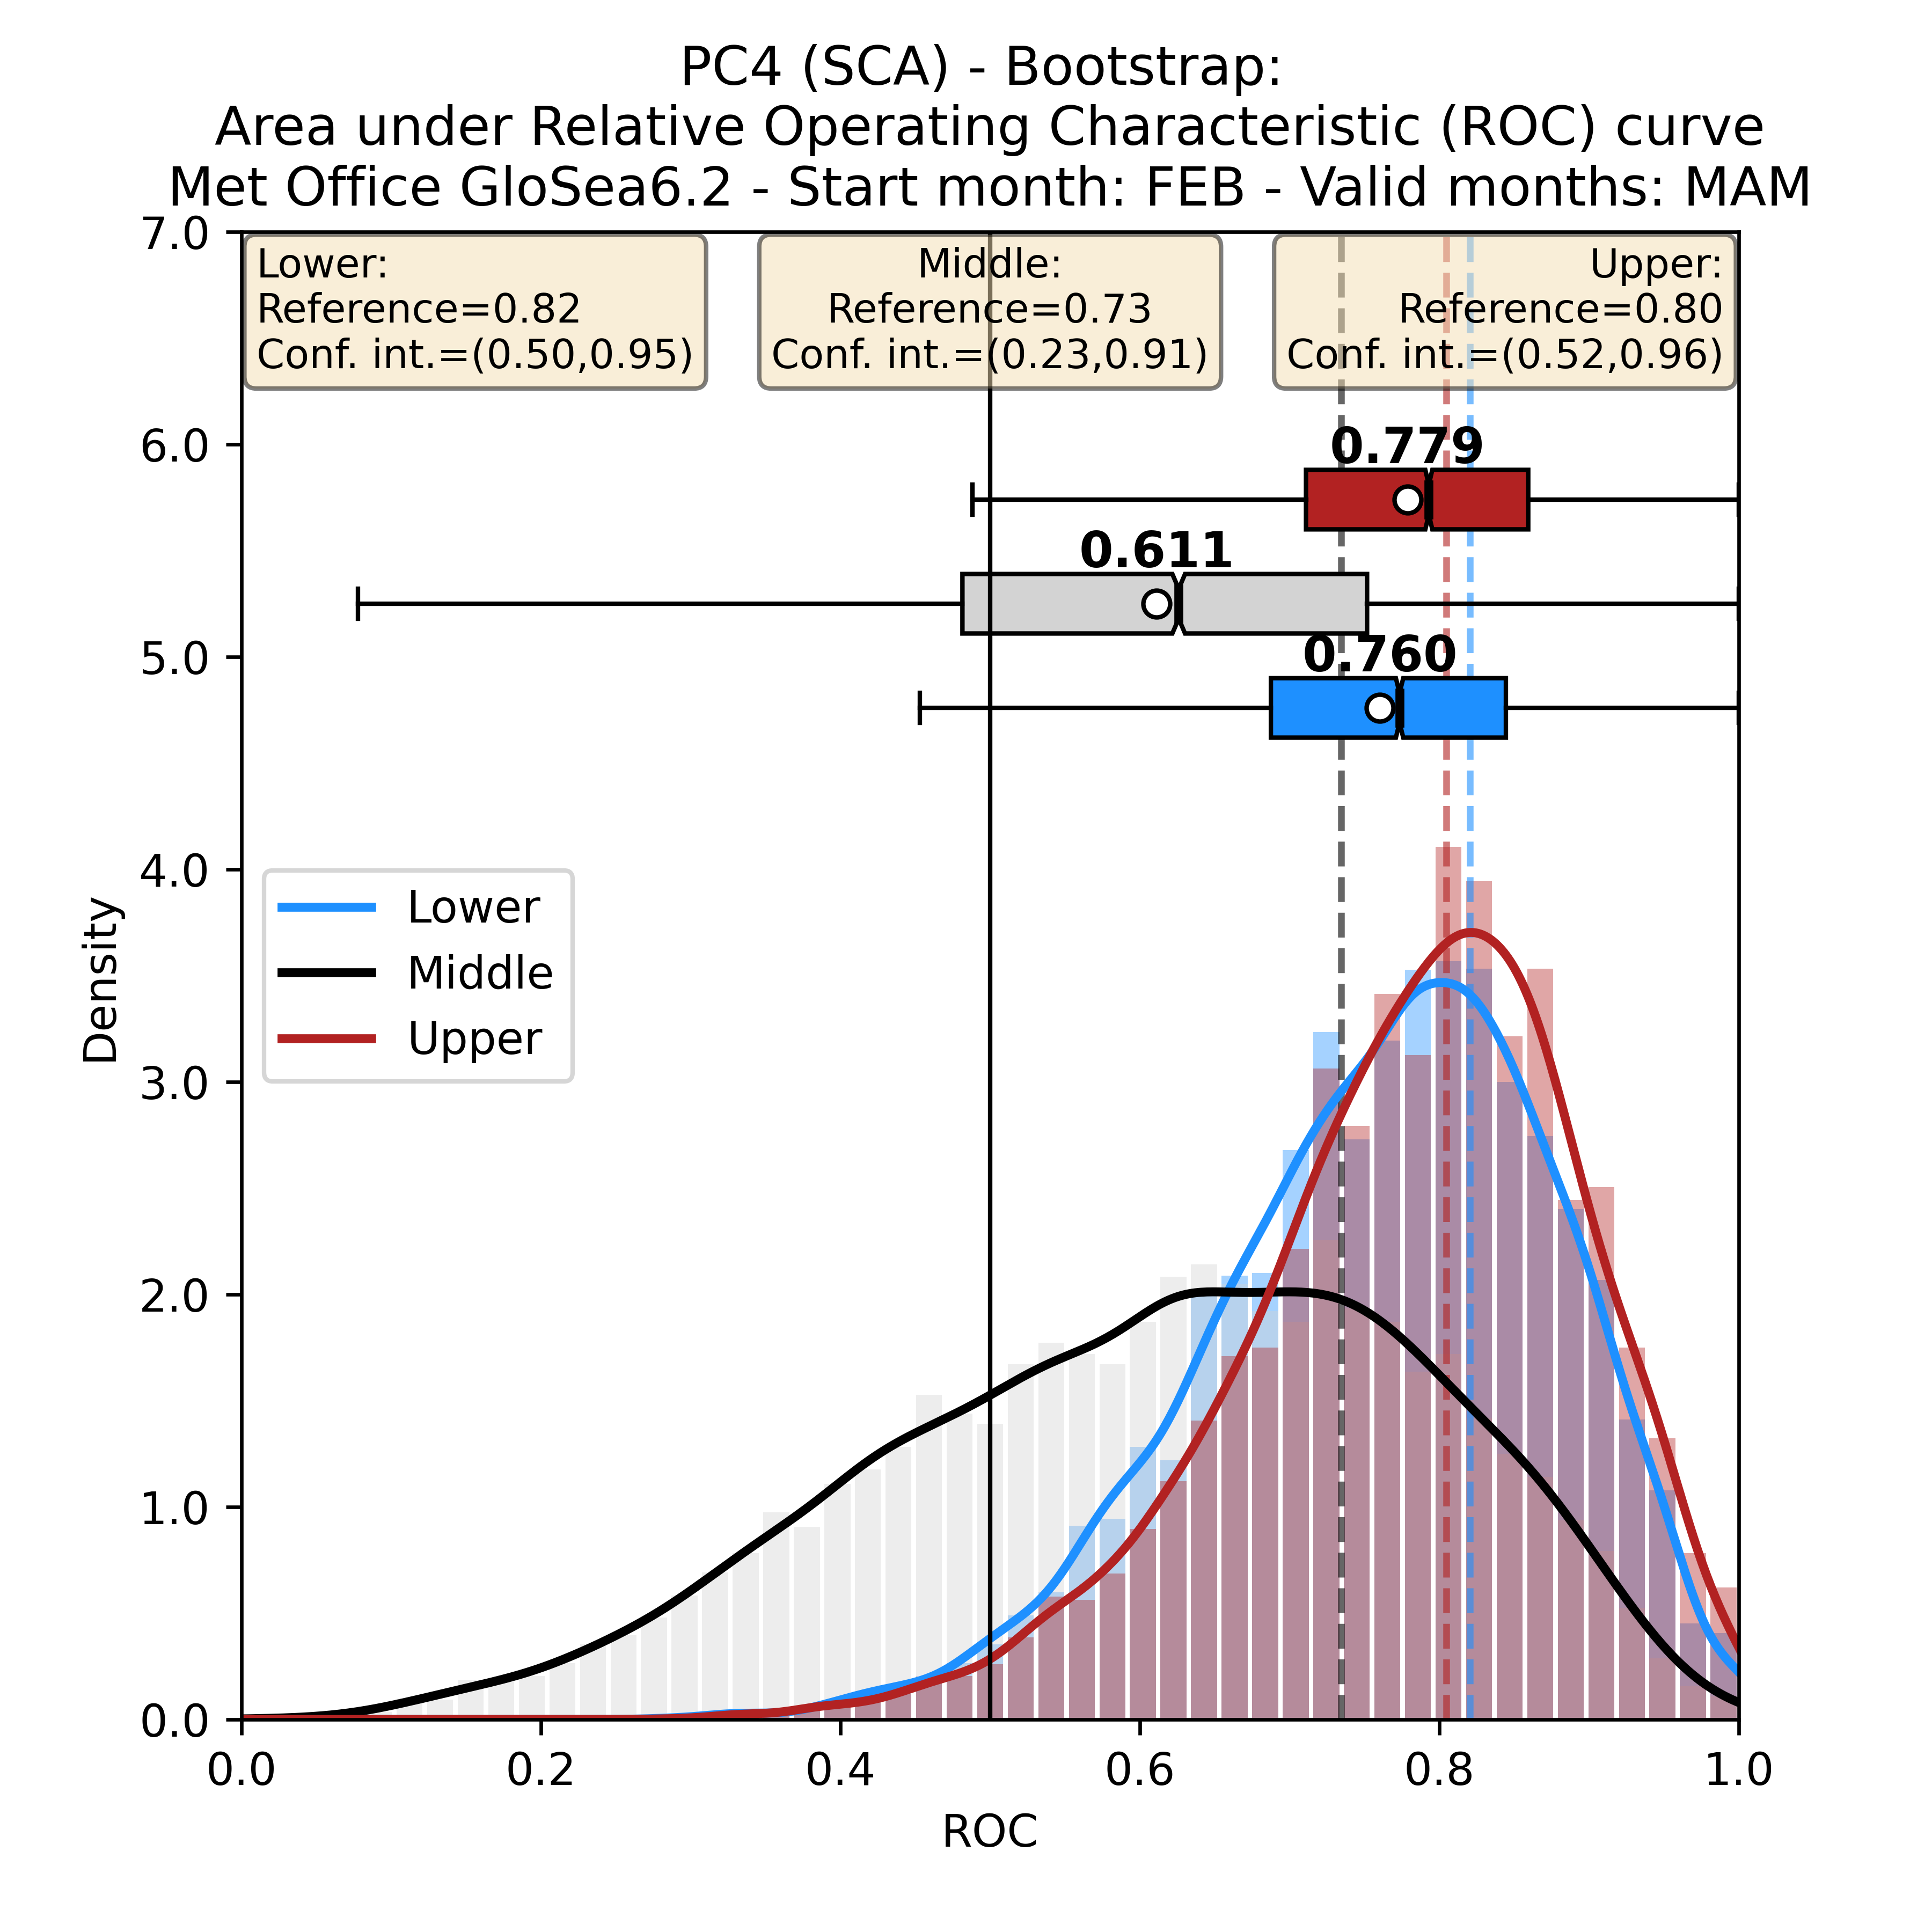 PC4 (SCA) - Bootstrap:
Area under Relative Operating Characteristic (ROC) curve
Met Office GloSea6.2 - Start month: FEB - Valid months: MAM
Lower:
Reference=0.82
Conf. int.=(0.50,0.95)
Middle:
Reference=0.73
Conf. int.=(0.23,0.91)
Upper:
Reference=0.80
Conf. int.=(0.52,0.96)
0.779
0.611
0.760
Lower
Middle
Upper
Density
7.0
6.0
5.0
4.0
3.0
2.0
1.0
0.0
0.0 0.2 0.4 0.6 0.8 1.0
ROC